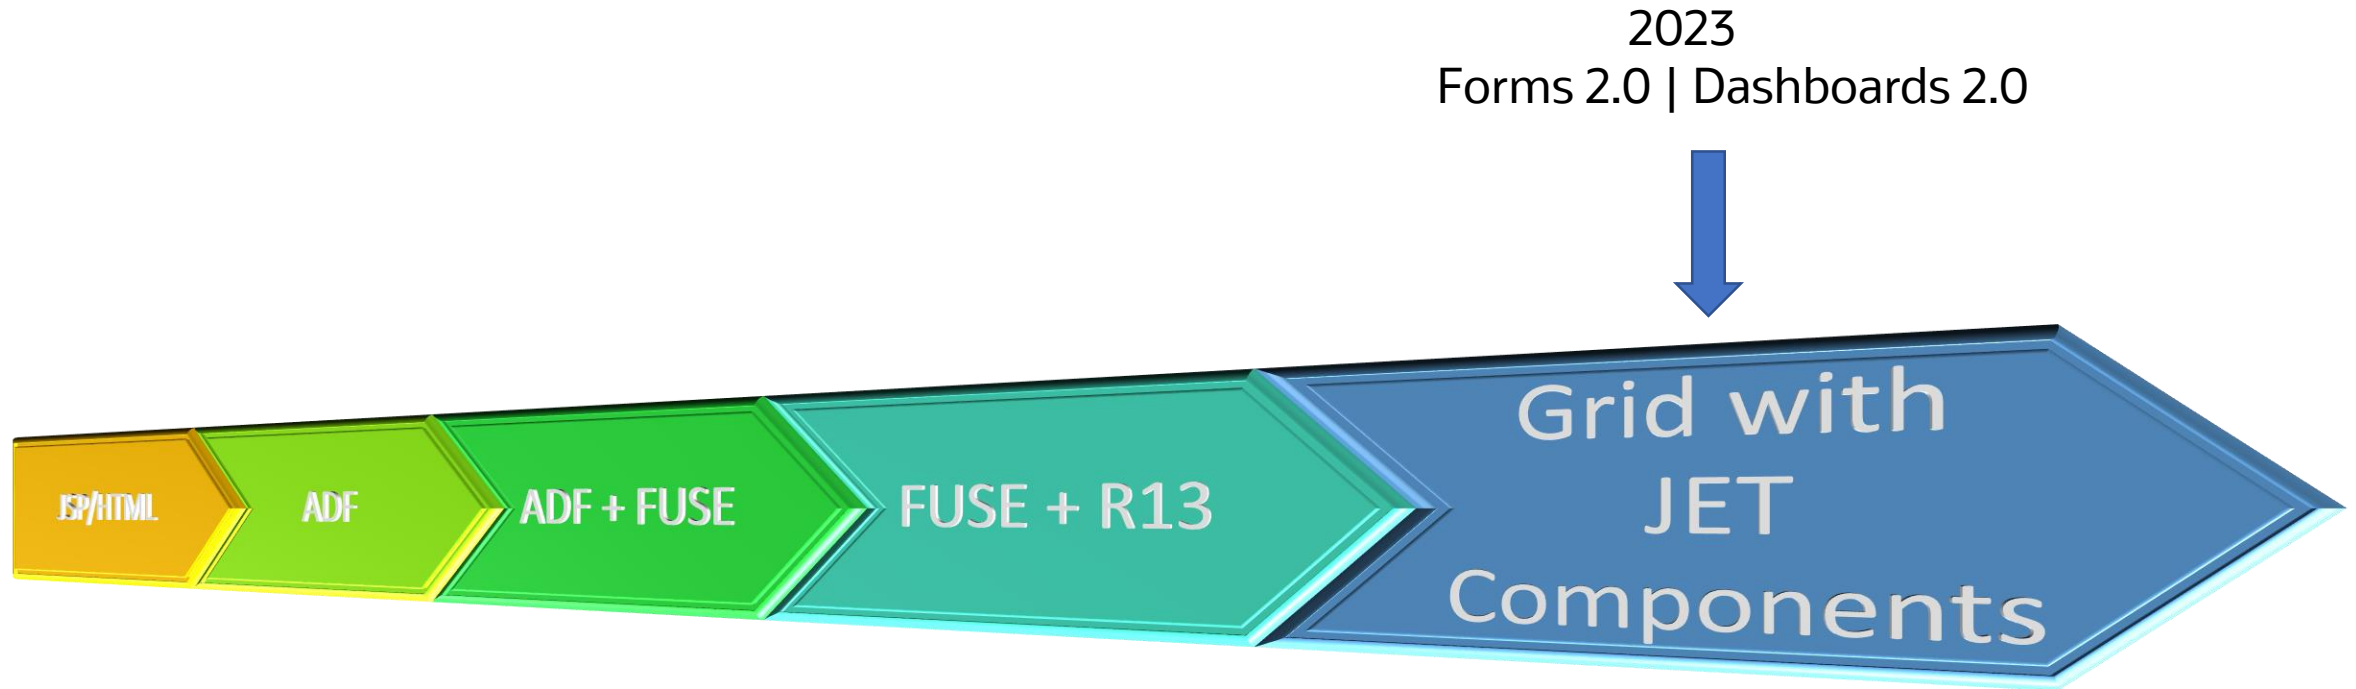 2023
Forms 2.0 | Dashboards 2.0
JSP/HTML
ADF
ADF + FUSE
FUSE + R13
Grid with
JET
Components